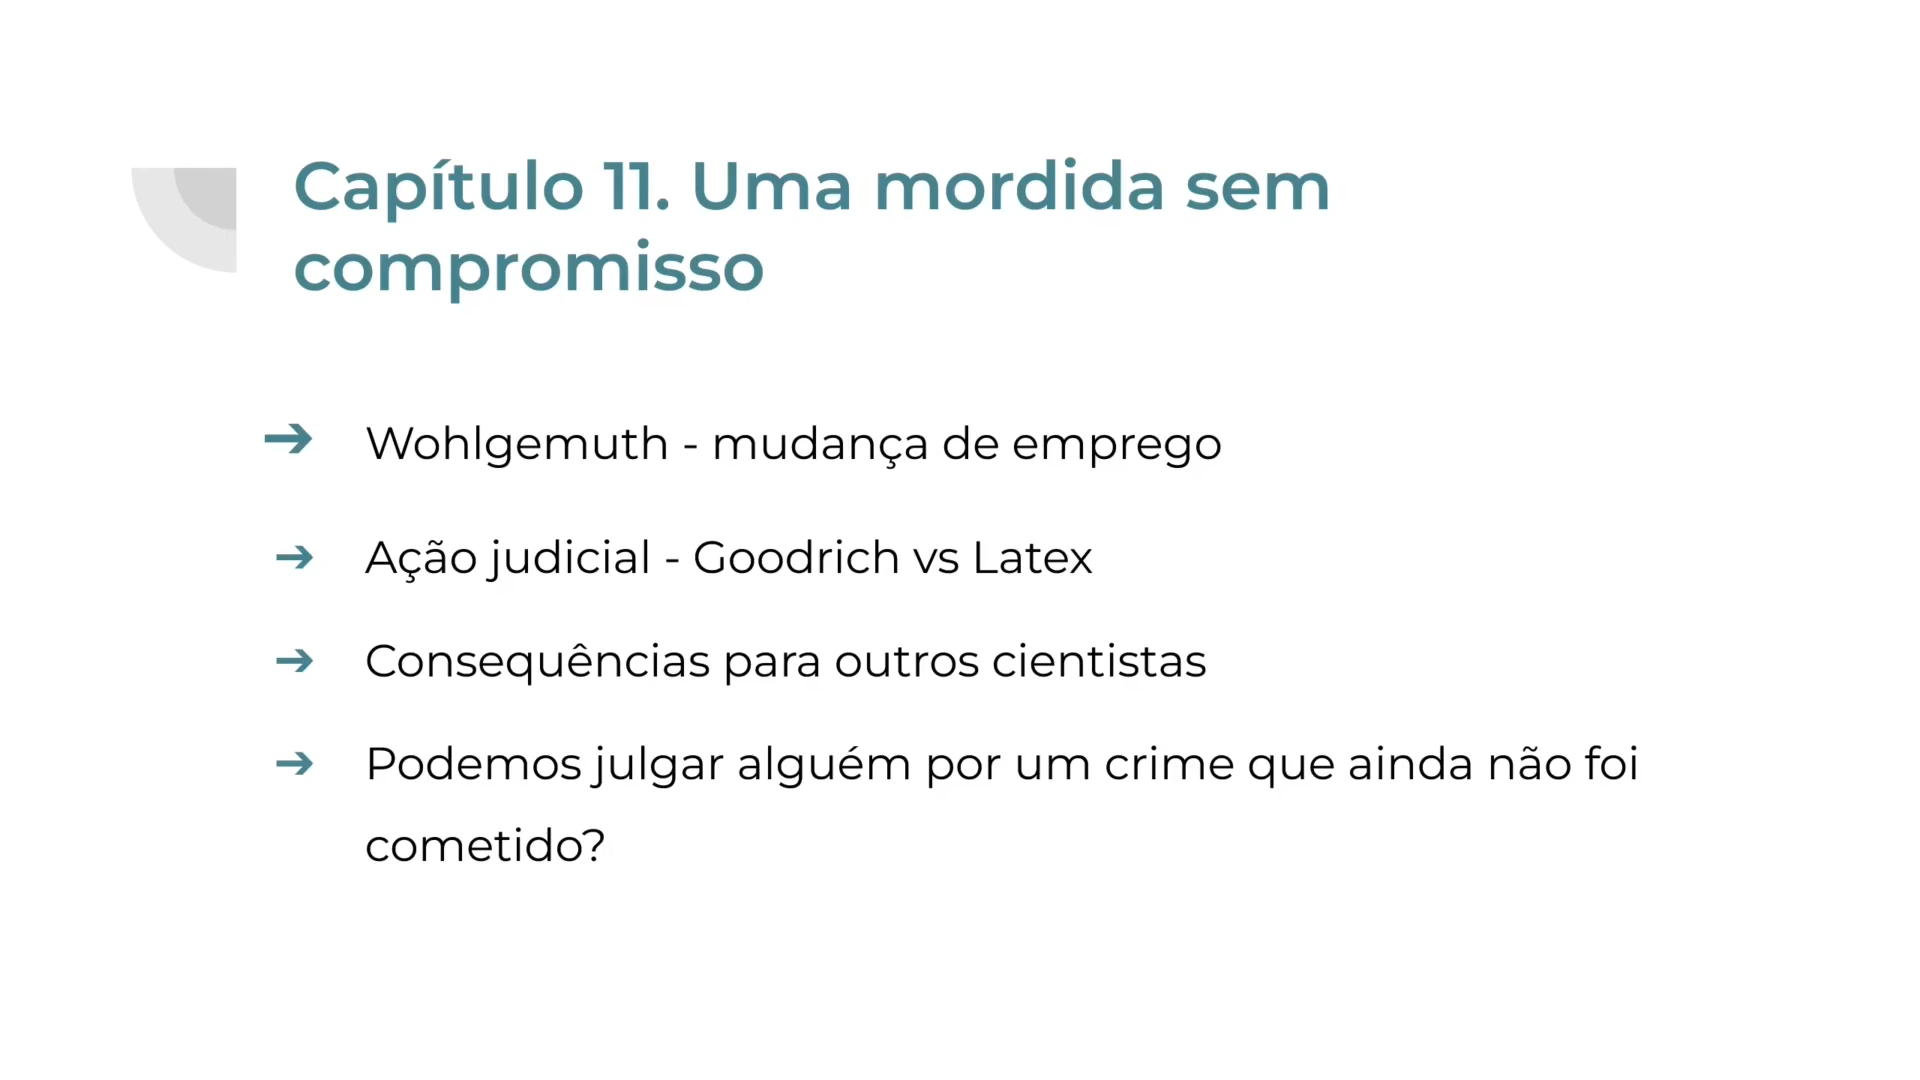 Capítulo 11. Uma mordida sem
compromisso
➔ Wohlgemuth - mudança de emprego
➔ Ação judicial - Goodrich vs Latex
➔ Consequências para outros cientistas
➔ Podemos julgar alguém por um crime que ainda não foi
cometido?